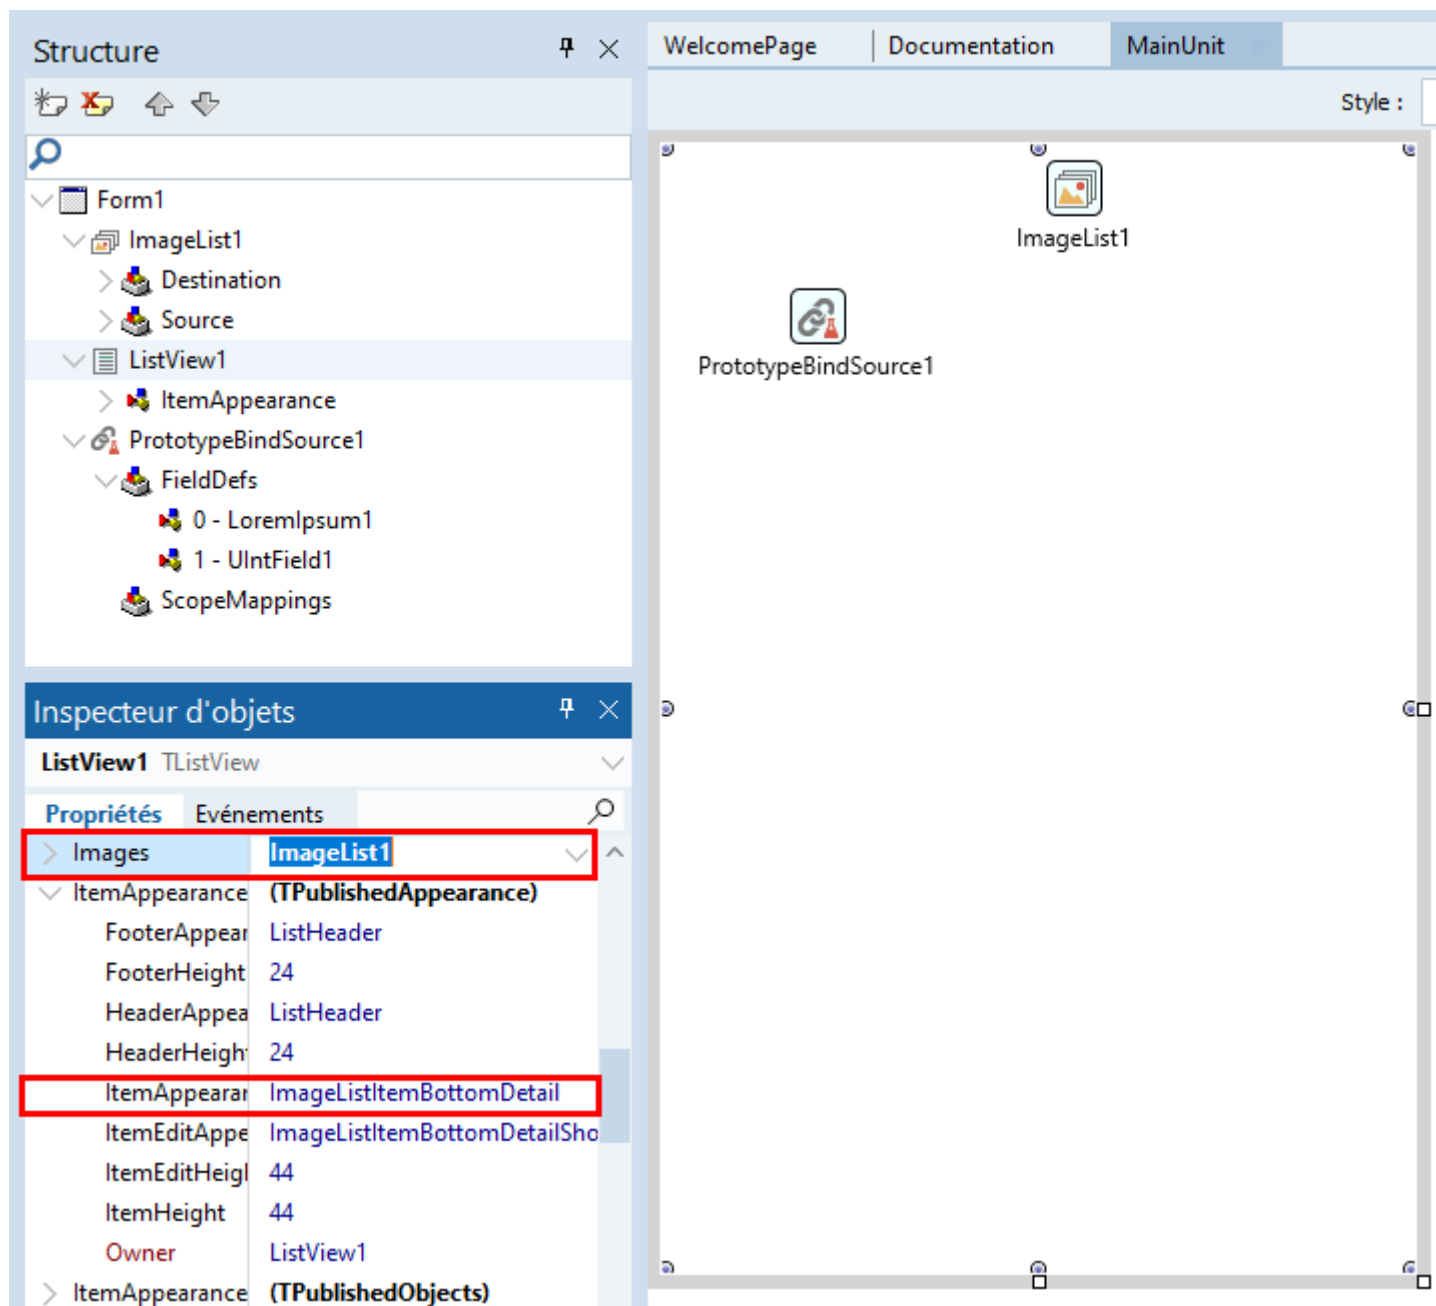 Structure
Form1
ImageList1
Destination
Source
ListView1
ItemAppearance
PrototypeBindSource1
FieldDefs
0 - LoremIpsum1
1 - UIntField1
ScopeMappings
Inspecteur d'objets
ListView1 TListView
Propriétés Evénements
Images ImageList1
ItemAppearance (TPublishedAppearance)
FooterAppear ListHeader
FooterHeight 24
HeaderAppea ListHeader
HeaderHeigh 24
ItemAppearar ImageListItemBottomDetail
ItemEditAppe ImageListItemBottomDetailSho
ItemEditHeigl 44
ItemHeight 44
Owner ListView1
ItemAppearance (TPublishedObjects)
WelcomePage Documentation MainUnit
Style :
ImageList1
PrototypeBindSource1